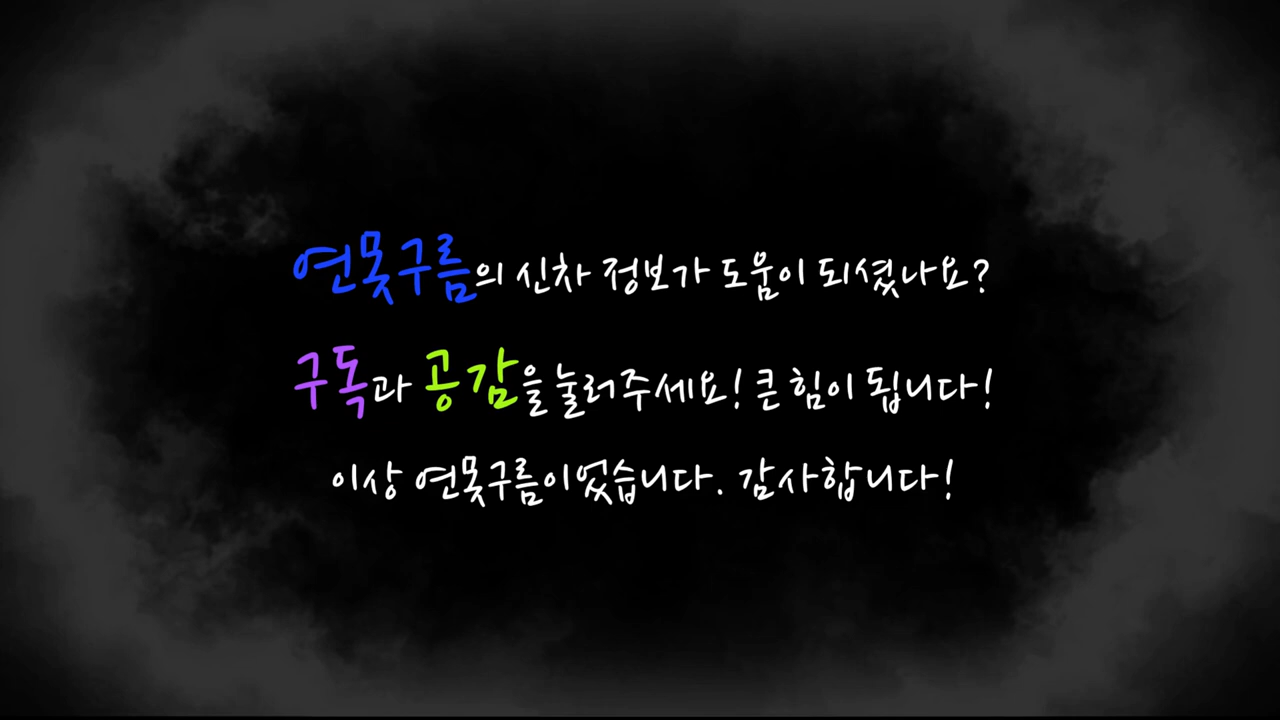 연못구름의 신차 정보가 도움이 되셨나요?
구독과 공감을 눌러주세요! 큰 힘이 됩니다!
이상 연못구름이었습니다. 감사합니다!